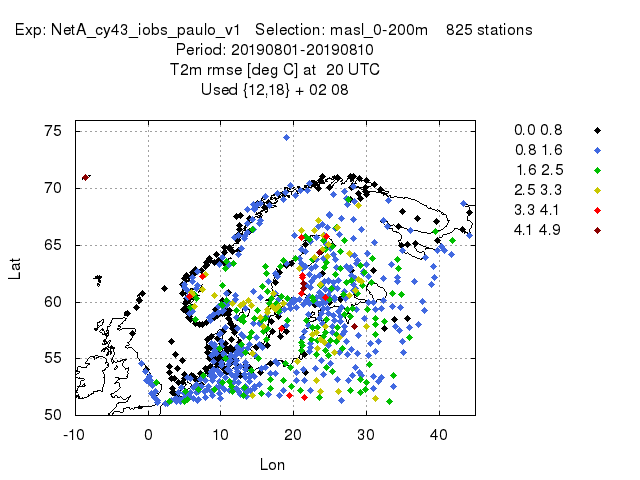 Exp: NetA_cy43_iobs_paulo_v1 Selection: masl_0-200m 825 stations
Period: 20190801-20190810
T2m rmse [deg C] at 20 UTC
Used {12,18} + 02 08
75
70
65
60
55
50
Lat
-10 0 10 20 30 40
Lon
0.0 0.8
0.8 1.6
1.6 2.5
2.5 3.3
3.3 4.1
4.1 4.9